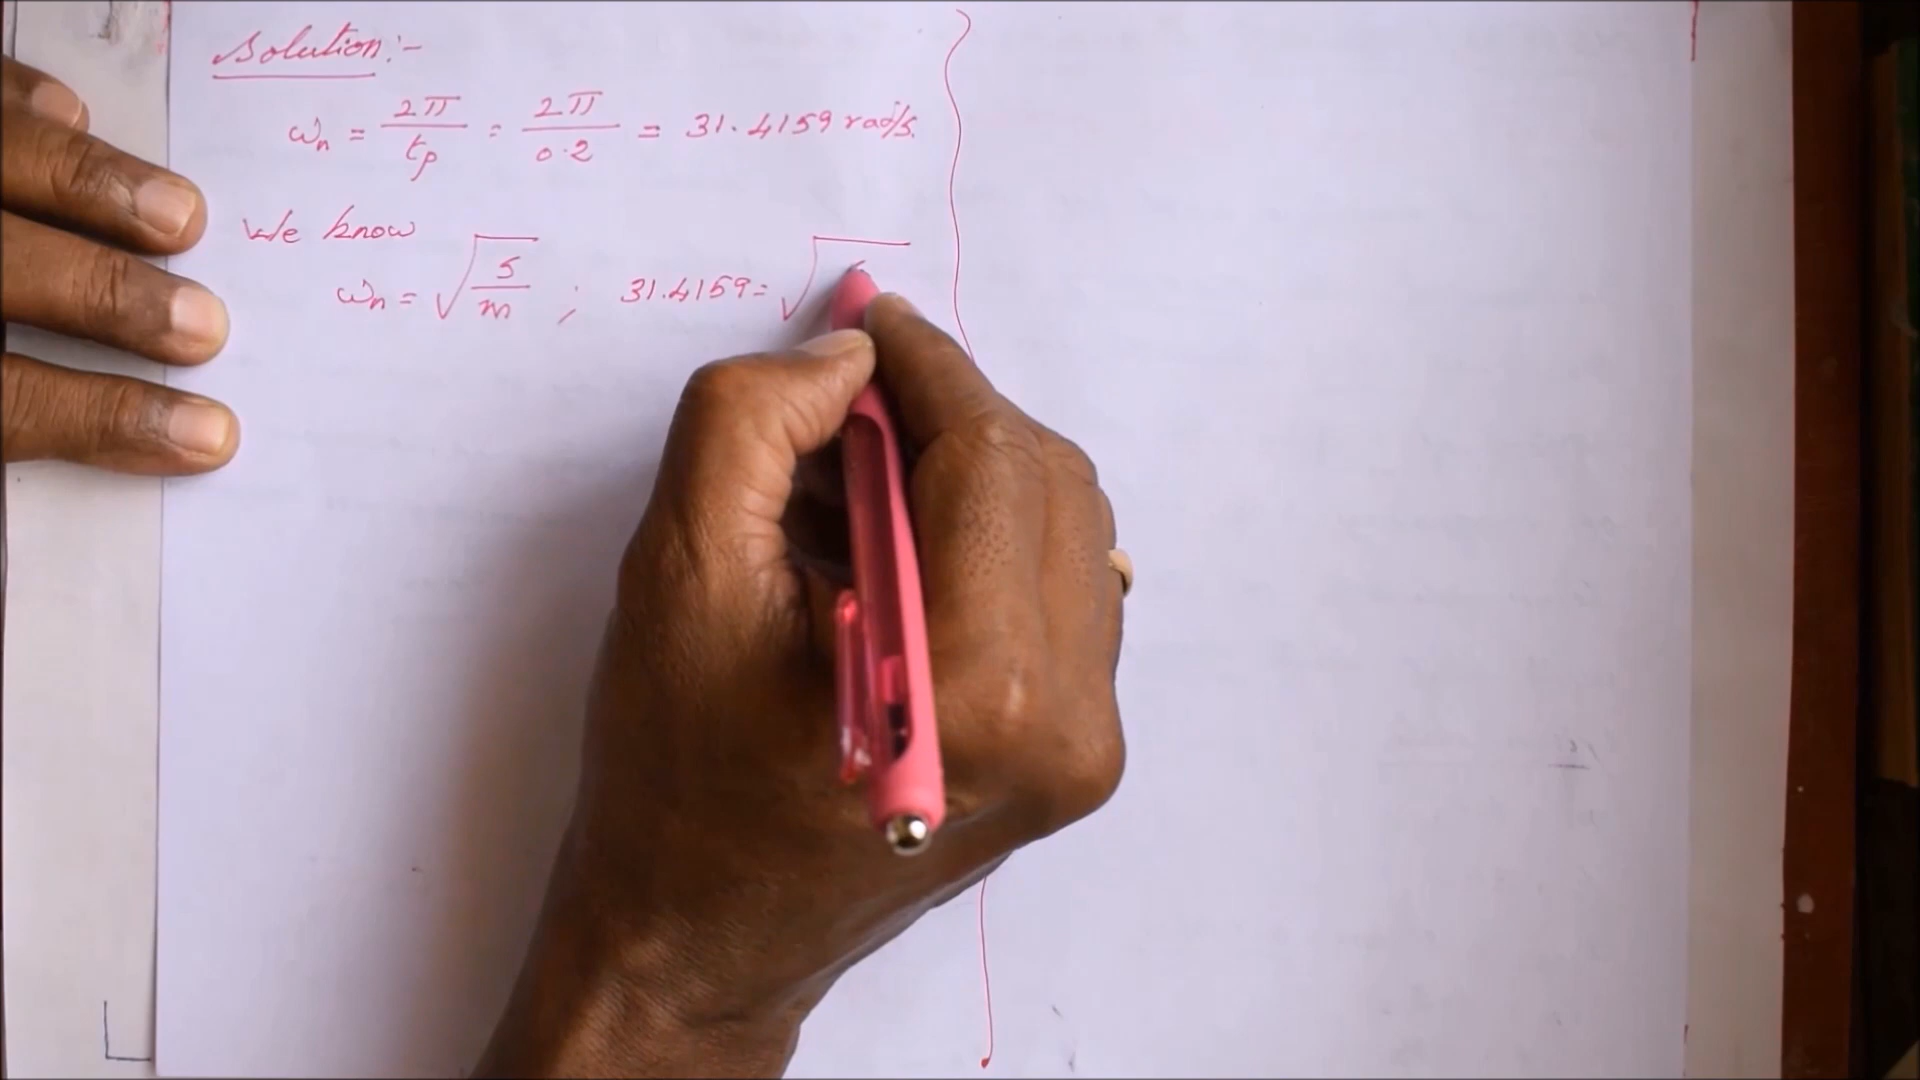 Solution:-
ωn = 2π/tp = 2π/0.2 = 31.4159 rad/s.
We know
ωn = √(s/m) ; 31.4159 = √